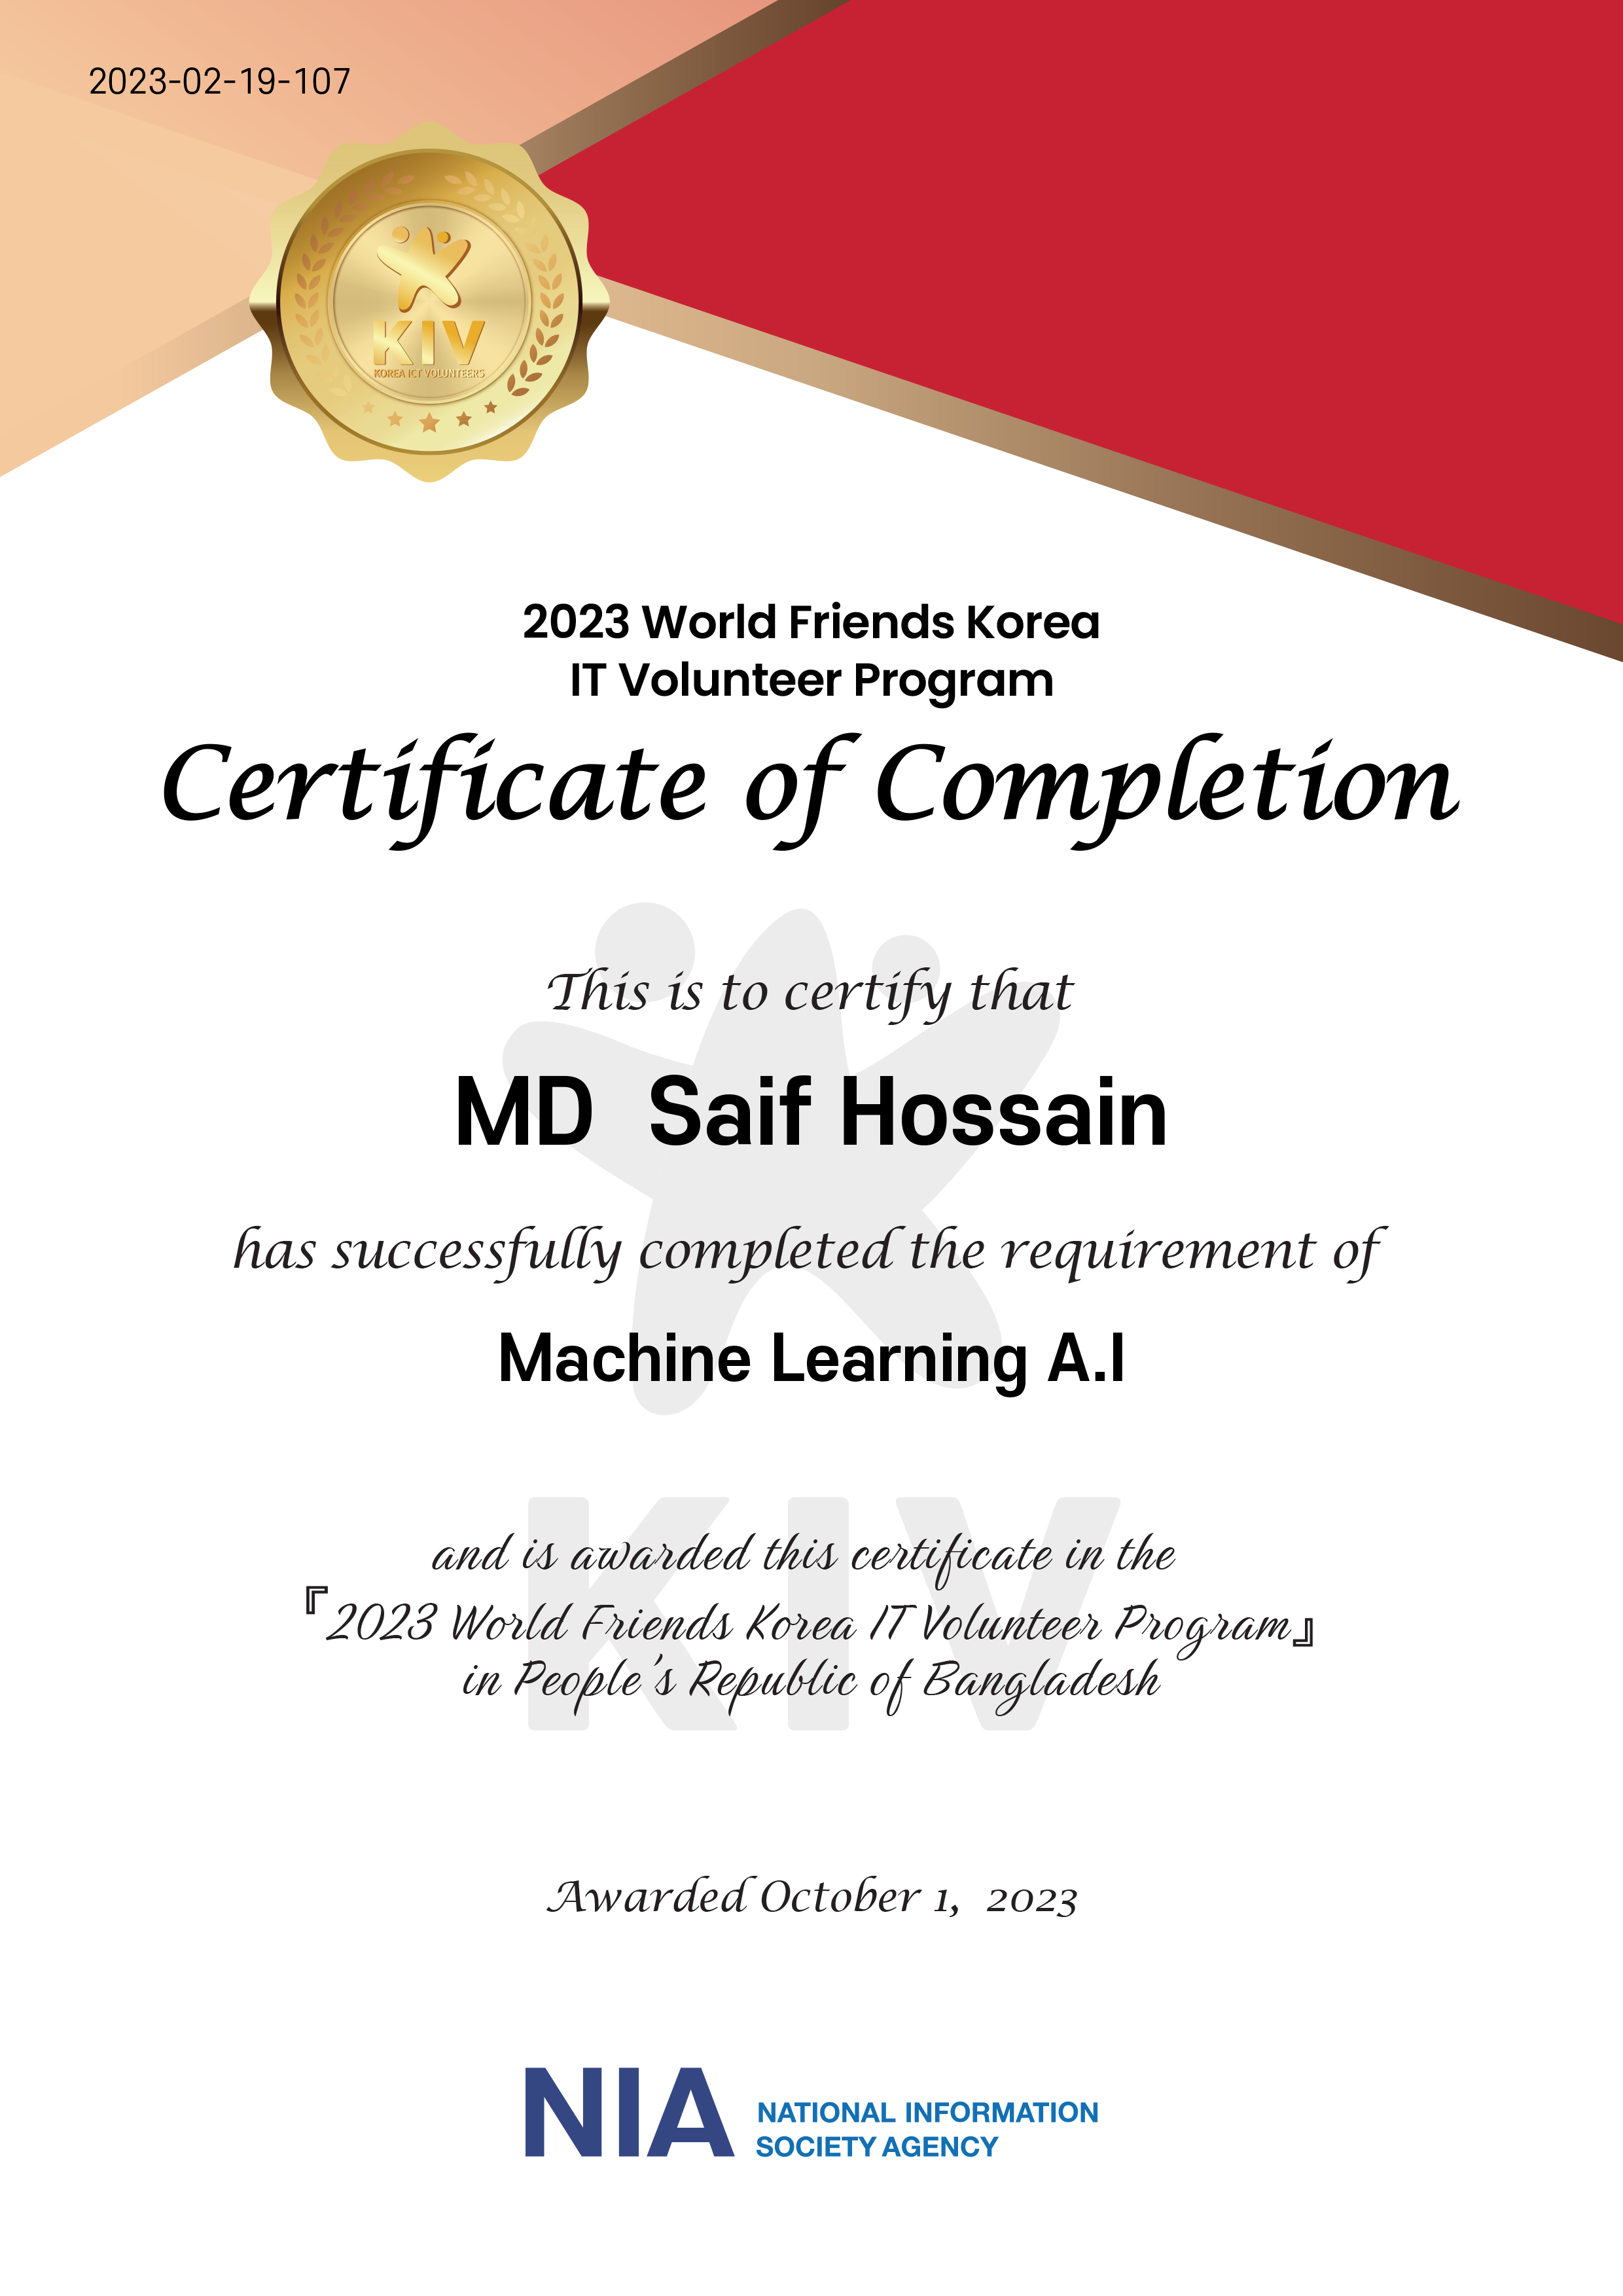 2023-02-19-107
KIV
KOREA ICT VOLUNTEERS
2023 World Friends Korea
IT Volunteer Program
Certificate of Completion
This is to certify that
MD  Saif Hossain
has successfully completed the requirement of
Machine Learning A.I
KIV
and is awarded this certificate in the
『2023 World Friends Korea IT Volunteer Program』
in People's Republic of Bangladesh
Awarded October 1,  2023
NIA NATIONAL INFORMATION
SOCIETY AGENCY